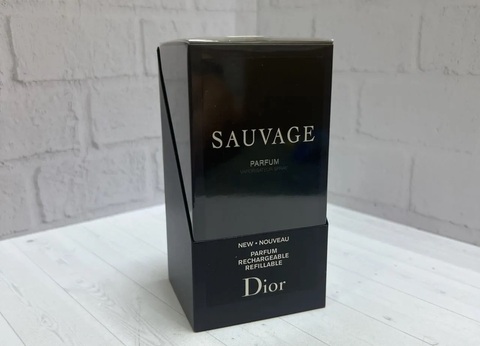 SAUVAGE
PARFUM
NEW • NOUVEAU
PARFUM
RECHARGEABLE
REFILLABLE
Dior